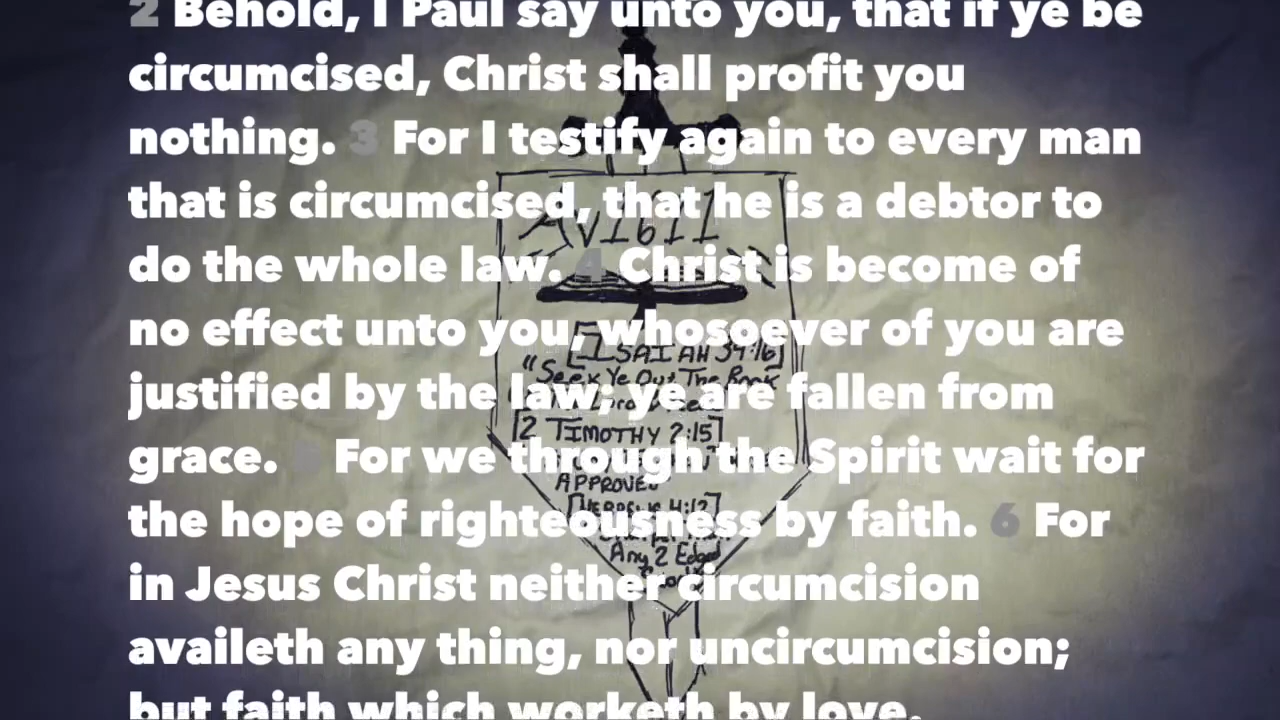 2 Behold, I Paul say unto you, that if ye be
circumcised, Christ shall profit you
nothing. 3 For I testify again to every man
that is circumcised, that he is a debtor to
do the whole law. 4 Christ is become of
no effect unto you, whosoever of you are
justified by the law; ye are fallen from
grace. For we through the Spirit wait for
the hope of righteousness by faith. 6 For
in Jesus Christ neither circumcision
availeth any thing, nor uncircumcision;
but faith which worketh by love.
AV1611
[ISAIAH 34:16]
"Seek Ye Out The Book
[2 TIMOTHY 2:15]
APPROVED
4:12]
Any 2 Edged